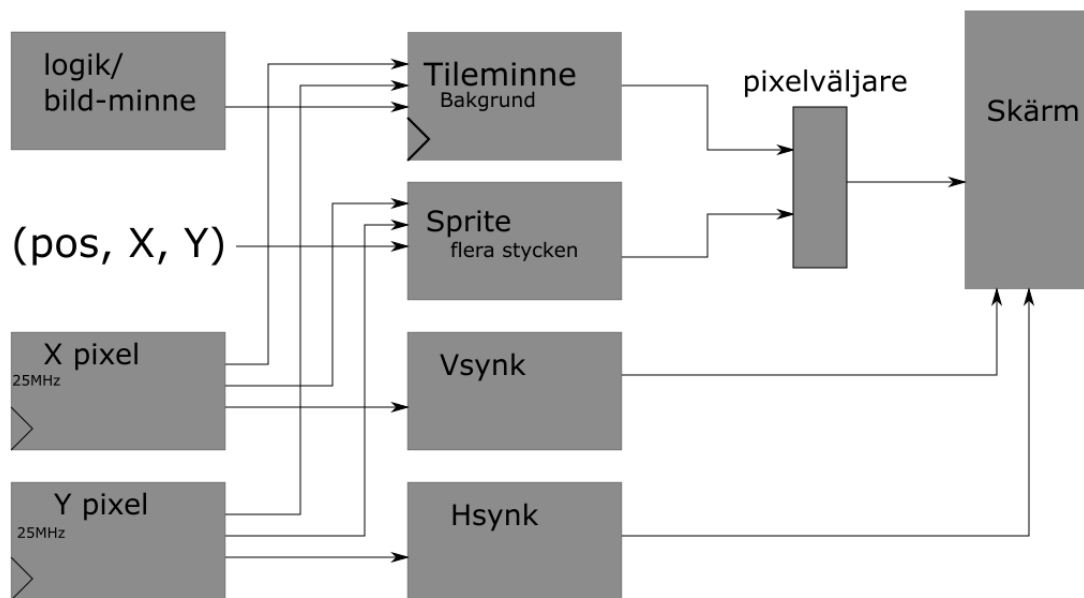 logik/
bild-minne
Tileminne
Bakgrund
pixelväljare
Skärm
(pos, X, Y)
Sprite
flera stycken
X pixel
25MHz
Vsynk
Y pixel
25MHz
Hsynk